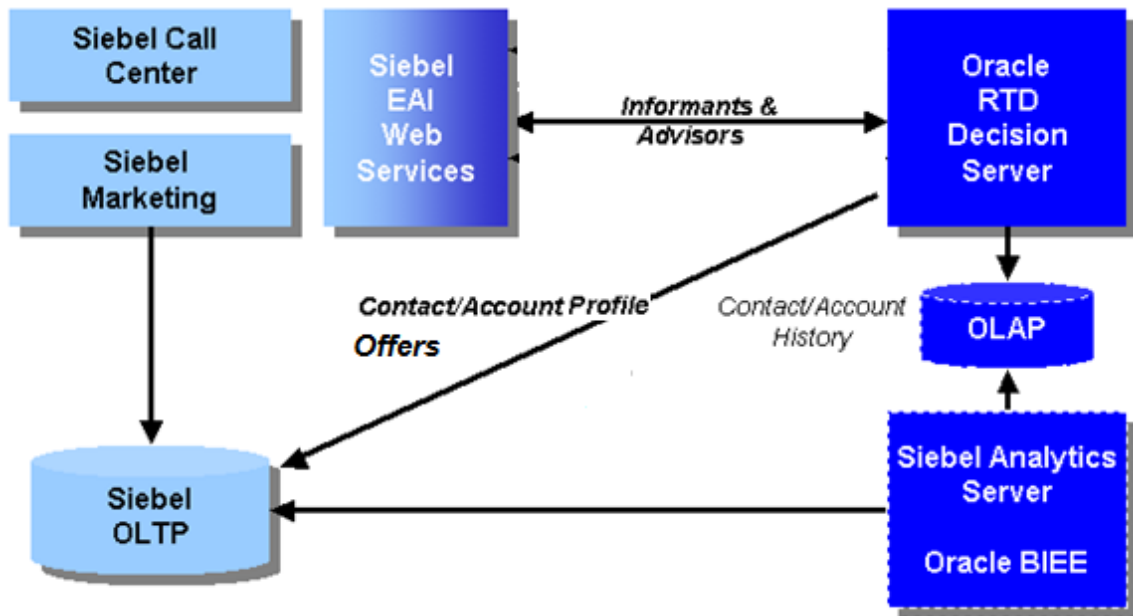 Siebel Call
Center
Siebel
Marketing
Siebel
EAI
Web
Services
Informants &
Advisors
Oracle
RTD
Decision
Server
Contact/Account Profile
Offers
Contact/Account
History
OLAP
Siebel
OLTP
Siebel Analytics
Server
Oracle BIEE